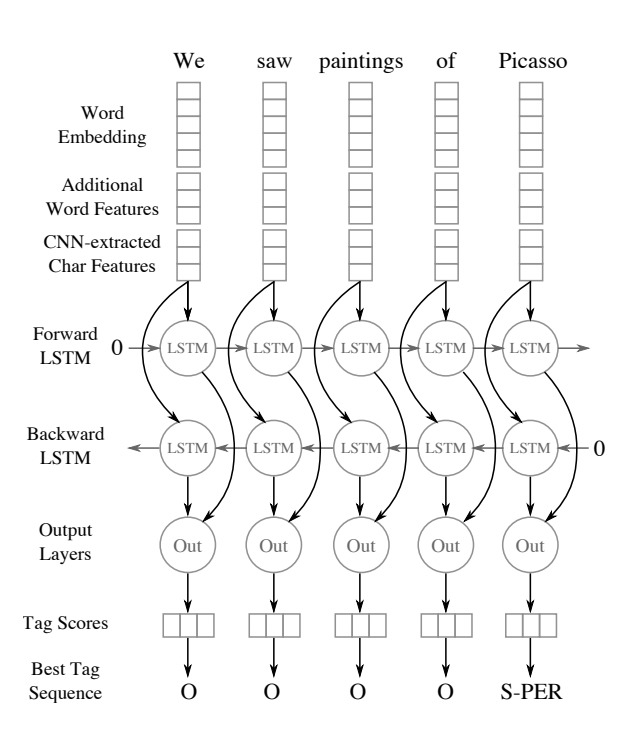 We saw paintings of Picasso
Word
Embedding
Additional
Word Features
CNN-extracted
Char Features
Forward
LSTM
0 LSTM LSTM LSTM LSTM LSTM
Backward
LSTM
LSTM LSTM LSTM LSTM LSTM 0
Output
Layers
Out Out Out Out Out
Tag Scores
Best Tag
Sequence
O O O O S-PER